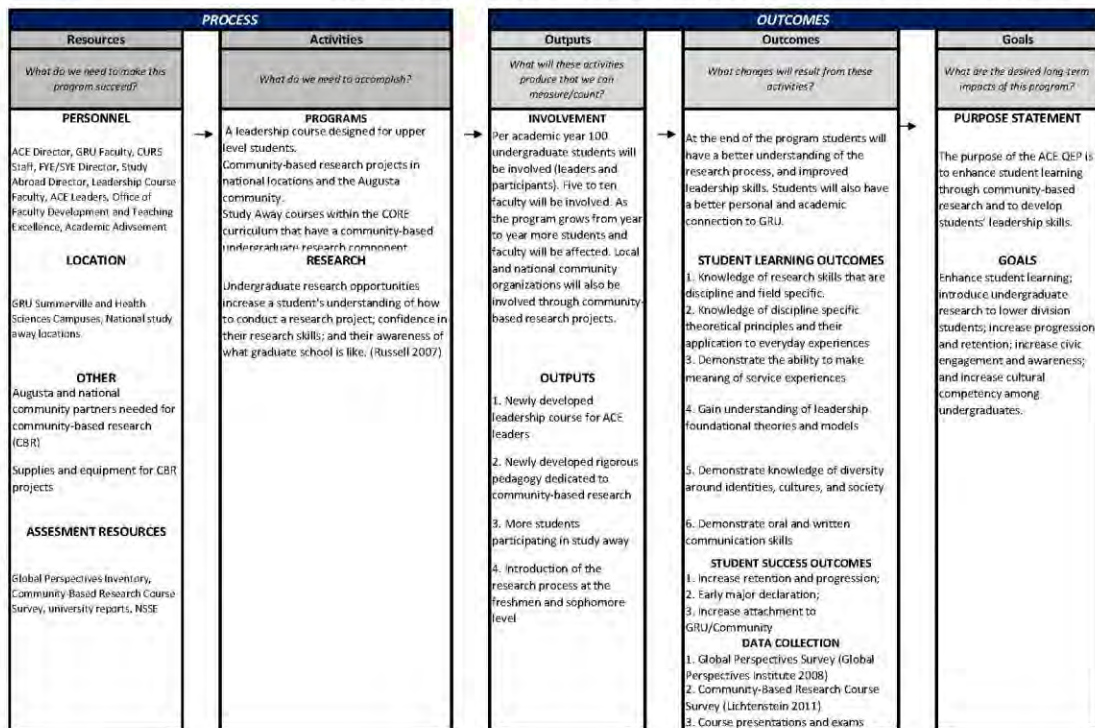 PROCESS
OUTCOMES
Resources
What do we need to make this
program succeed?
PERSONNEL
ACE Director, GRU Faculty, CURS
Staff, FYE/SYE Director, Study
Abroad Director, Leadership Course
Faculty, ACE Leaders, Office of
Faculty Development and Teaching
Excellence, Academic Advisement
LOCATION
GRU Summerville and Health
Sciences Campuses, National study
away locations
OTHER
Augusta and national
community partners needed for
community-based research
(CBR)
Supplies and equipment for CBR
projects
ASSESMENT RESOURCES
Global Perspectives Inventory,
Community-Based Research Course
Survey, university reports, NSSE
Activities
What do we need to accomplish?
PROGRAMS
A leadership course designed for upper
level students.
Community-based research projects in
national locations and the Augusta
community.
Study Away courses within the CORE
curriculum that have a community-based
undergraduate research component
RESEARCH
Undergraduate research opportunities
increase a student's understanding of how
to conduct a research project; confidence in
their research skills; and their awareness of
what graduate school is like. (Russell 2007)
Outputs
What will these activities
produce that we can
measure/count?
INVOLVEMENT
Per academic year 100
undergraduate students will
be involved (leaders and
participants). Five to ten
faculty will be involved. As
the program grows from year
to year more students and
faculty will be affected. Local
and national community
organizations will also be
involved through community-
based research projects.
OUTPUTS
1. Newly developed
leadership course for ACE
leaders
2. Newly developed rigorous
pedagogy dedicated to
community-based research
3. More students
participating in study away
4. Introduction of the
research process at the
freshmen and sophomore
level
Outcomes
What changes will result from these
activities?
At the end of the program students will
have a better understanding of the
research process, and improved
leadership skills. Students will also have
a better personal and academic
connection to GRU.
STUDENT LEARNING OUTCOMES
1. Knowledge of research skills that are
discipline and field specific.
2. Knowledge of discipline specific
theoretical principles and their
application to everyday experiences
3. Demonstrate the ability to make
meaning of service experiences
4. Gain understanding of leadership
foundational theories and models
5. Demonstrate knowledge of diversity
around identities, cultures, and society
6. Demonstrate oral and written
communication skills
STUDENT SUCCESS OUTCOMES
1. Increase retention and progression;
2. Early major declaration;
3. Increase attachment to
GRU/Community
DATA COLLECTION
1. Global Perspectives Survey (Global
Perspectives Institute 2008)
2. Community-Based Research Course
Survey (Lichtenstein 2011)
3. Course presentations and exams
Goals
What are the desired long-term
impacts of this program?
PURPOSE STATEMENT
The purpose of the ACE QEP is
to enhance student learning
through community-based
research and to develop
students' leadership skills.
GOALS
Enhance student learning;
introduce undergraduate
research to lower division
students; increase progression
and retention; increase civic
engagement and awareness;
and increase cultural
competency among
undergraduates.